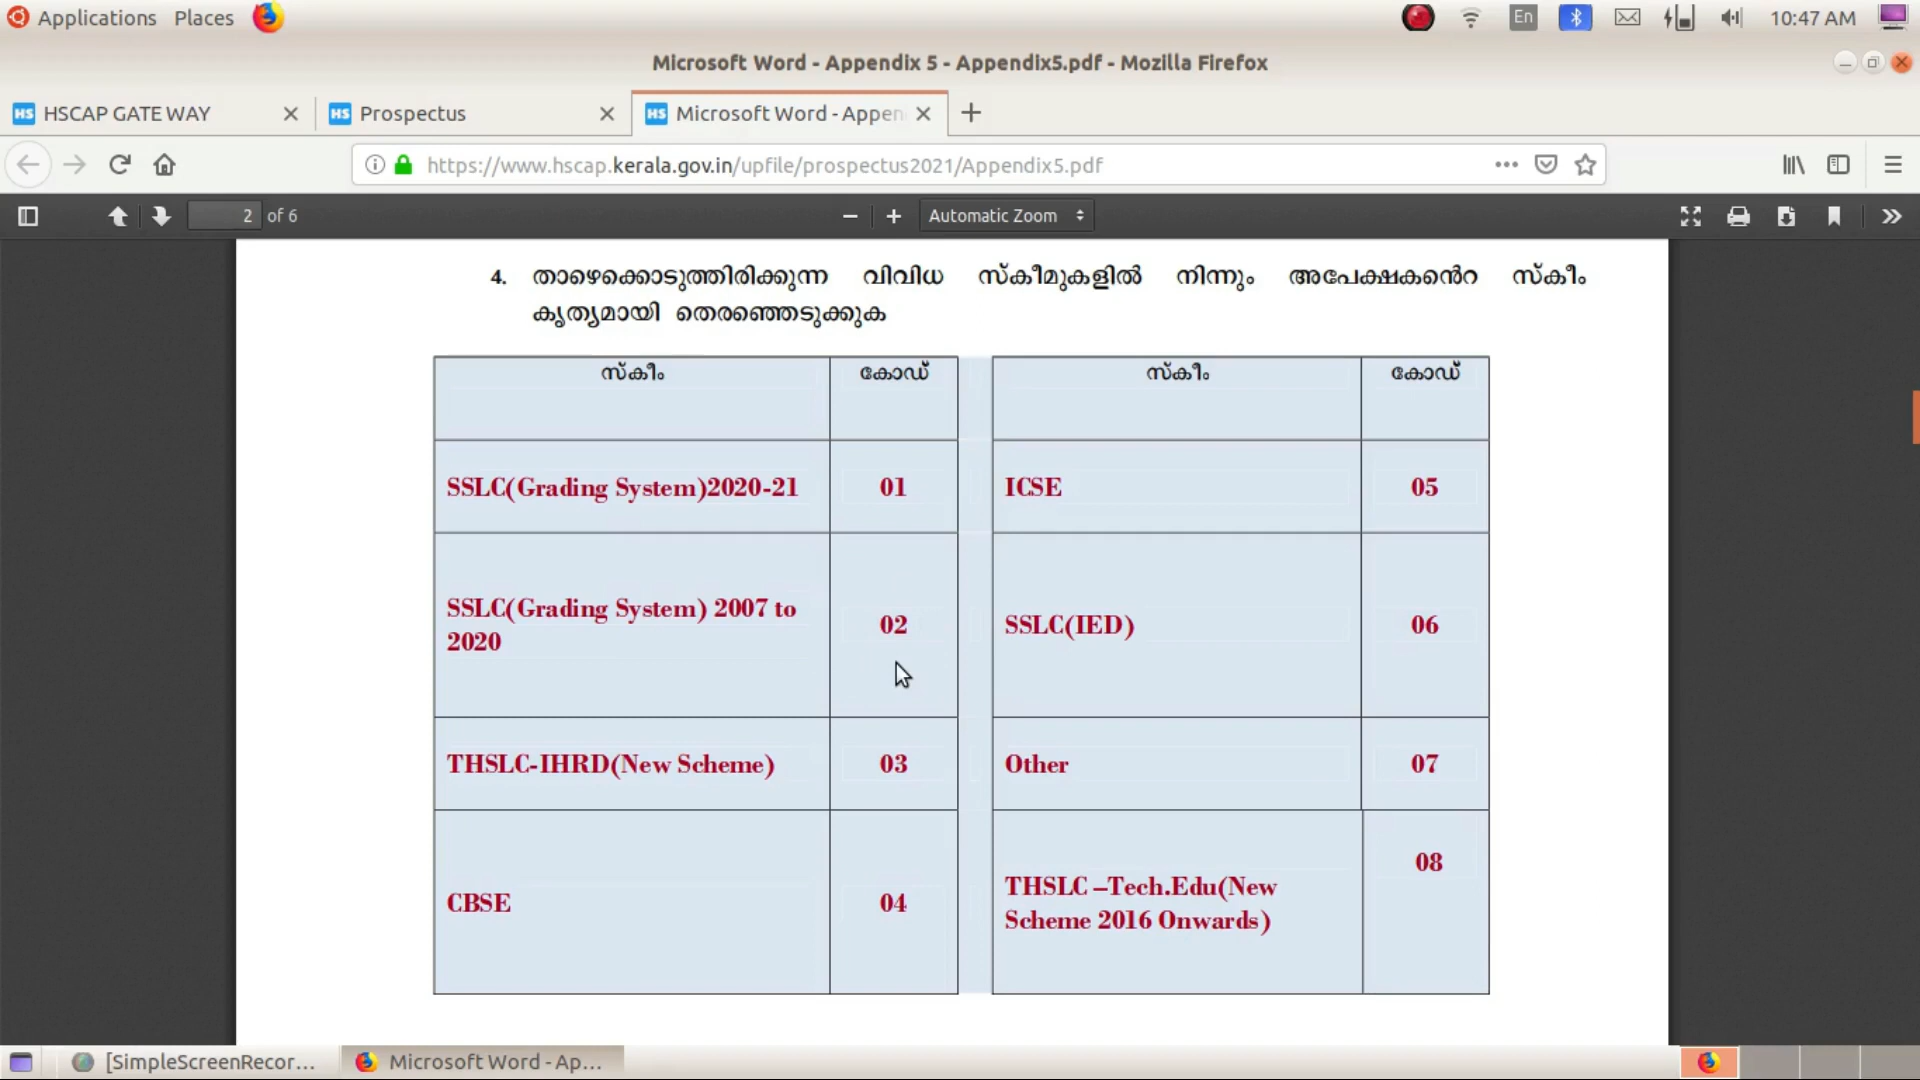 Applications Places
En
10:47 AM
Microsoft Word - Appendix 5 - Appendix5.pdf - Mozilla Firefox
HS HSCAP GATE WAY
HS Prospectus
HS Microsoft Word - Appen
https://www.hscap.kerala.gov.in/upfile/prospectus2021/Appendix5.pdf
2 of 6
Automatic Zoom
4. താഴെക്കൊടുത്തിരിക്കുന്ന വിവിധ സ്കീമുകളിൽ നിന്നും അപേക്ഷകന്റെ സ്കീം
കൃത്യമായി തെരഞ്ഞെടുക്കുക
സ്കീം കോഡ് സ്കീം കോഡ്
SSLC(Grading System)2020-21 01 ICSE 05
SSLC(Grading System) 2007 to
2020 02 SSLC(IED) 06
THSLC-IHRD(New Scheme) 03 Other 07
CBSE 04 THSLC –Tech.Edu(New
Scheme 2016 Onwards) 08
[SimpleScreenRecor...
Microsoft Word - Ap...